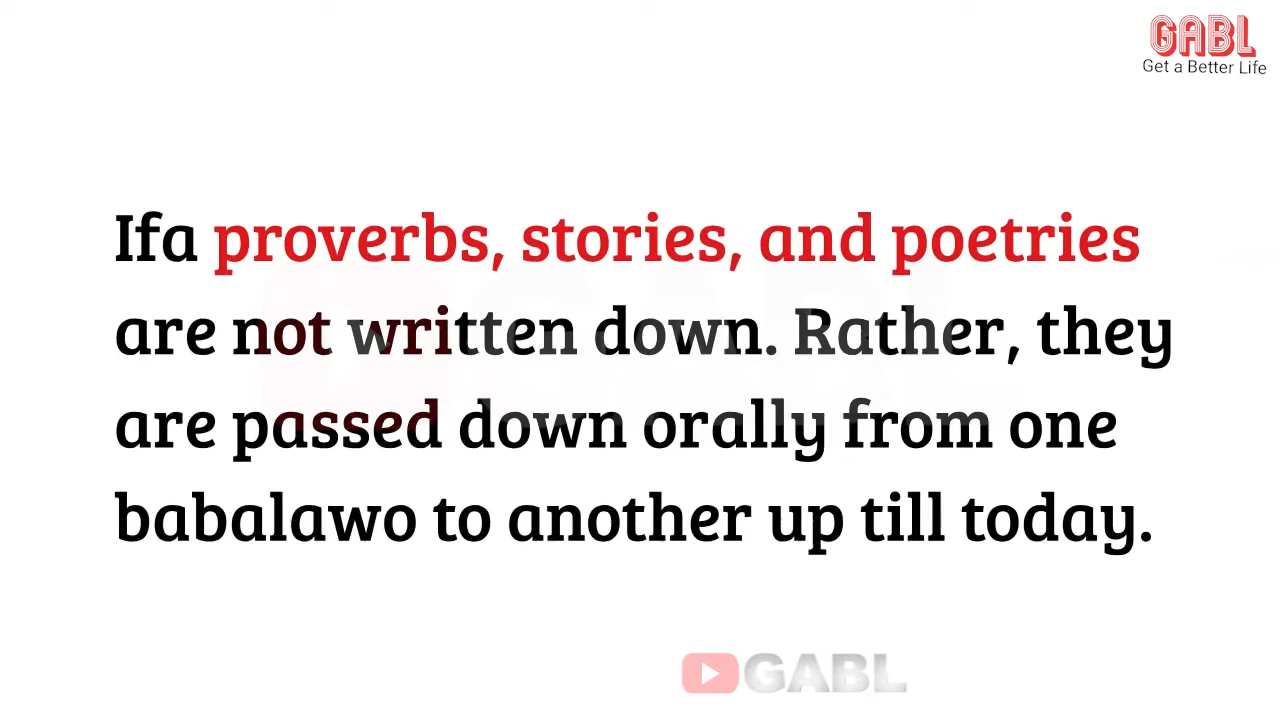 GABL
Get a Better Life
Ifa proverbs, stories, and poetries
are not written down. Rather, they
are passed down orally from one
babalawo to another up till today.
GABL